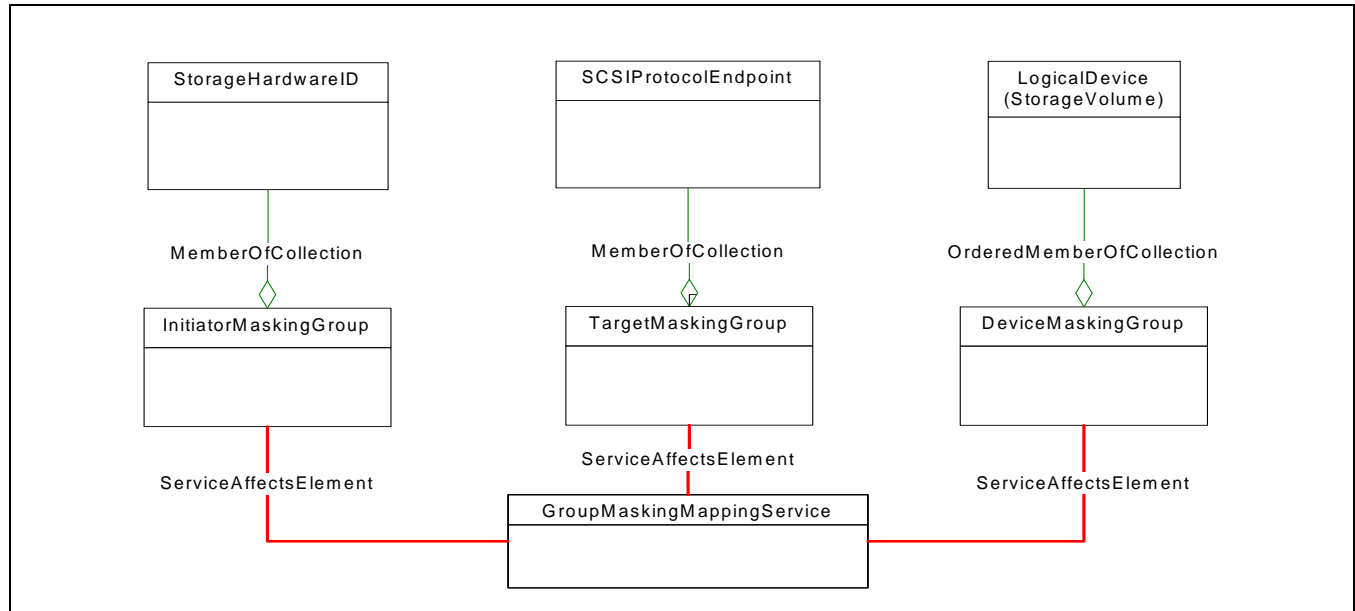 StorageHardwareID
SCSIProtocolEndpoint
LogicalDevice
(StorageVolume)
MemberOfCollection
MemberOfCollection
OrderedMemberOfCollection
InitiatorMaskingGroup
TargetMaskingGroup
DeviceMaskingGroup
ServiceAffectsElement
ServiceAffectsElement
ServiceAffectsElement
GroupMaskingMappingService